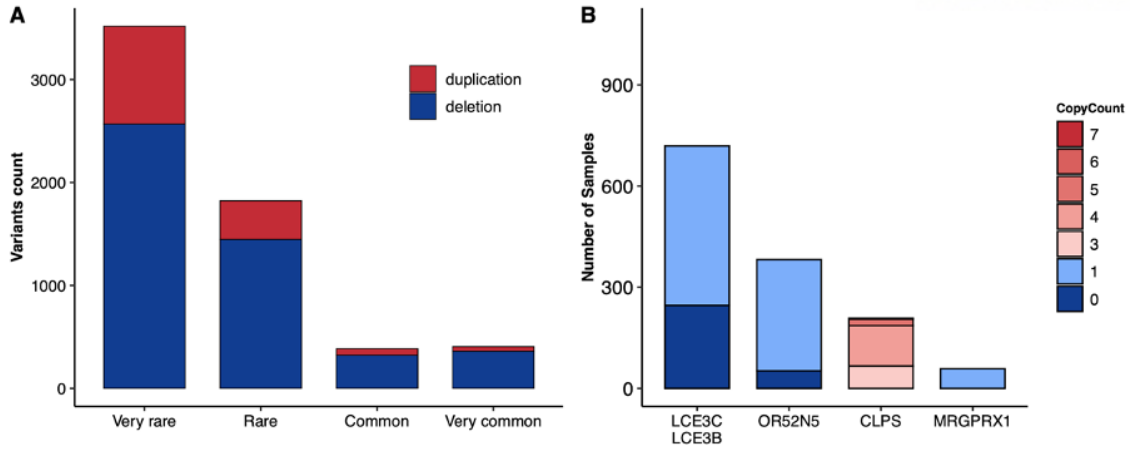 A
Variants count
3000
2000
1000
0
duplication
deletion
Very rare
Rare
Common
Very common
B
Number of Samples
900
600
300
0
CopyCount
7
6
5
4
3
1
0
LCE3C
LCE3B
OR52N5
CLPS
MRGPRX1